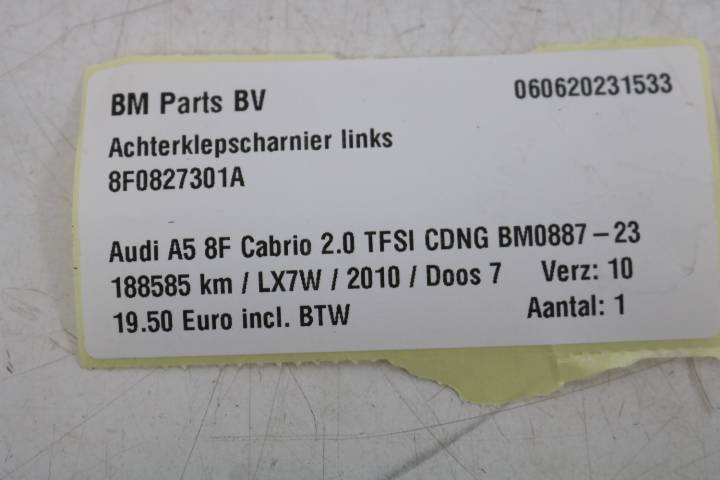 BM Parts BV 060620231533
Achterklepscharnier links
8F0827301A
Audi A5 8F Cabrio 2.0 TFSI CDNG BM0887-23
188585 km / LX7W / 2010 / Doos 7 Verz: 10
19.50 Euro incl. BTW Aantal: 1